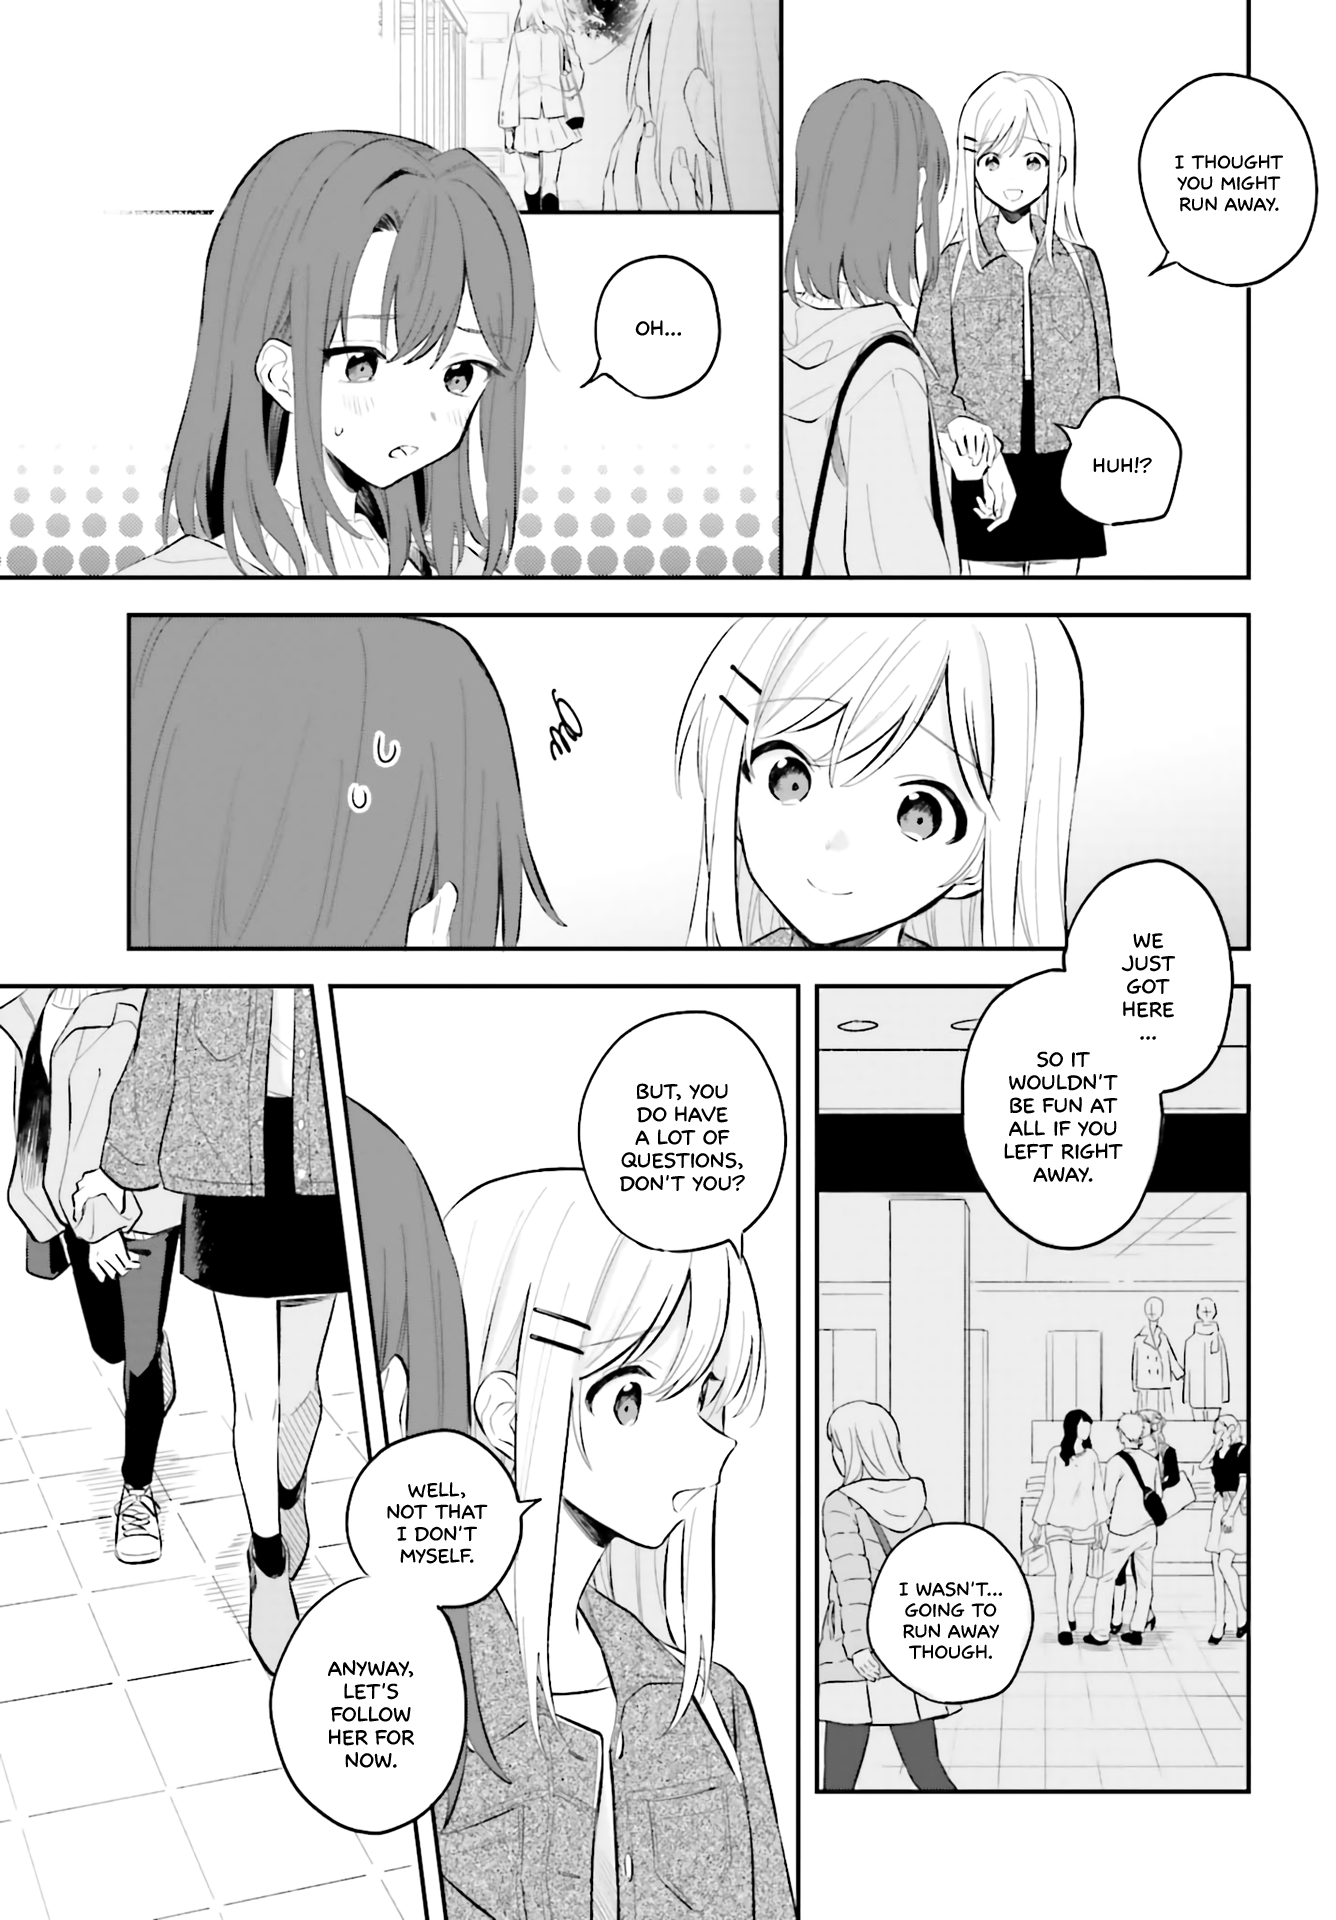 I THOUGHT
YOU MIGHT
RUN AWAY.
HUH!?
OH...
WE
JUST
GOT
HERE
...
SO IT
WOULDN'T
BE FUN AT
ALL IF YOU
LEFT RIGHT
AWAY.
I WASN'T...
GOING TO
RUN AWAY
THOUGH.
BUT, YOU
DO HAVE
A LOT OF
QUESTIONS,
DON'T YOU?
WELL,
NOT THAT
I DON'T
MYSELF.
ANYWAY,
LET'S
FOLLOW
HER FOR
NOW.